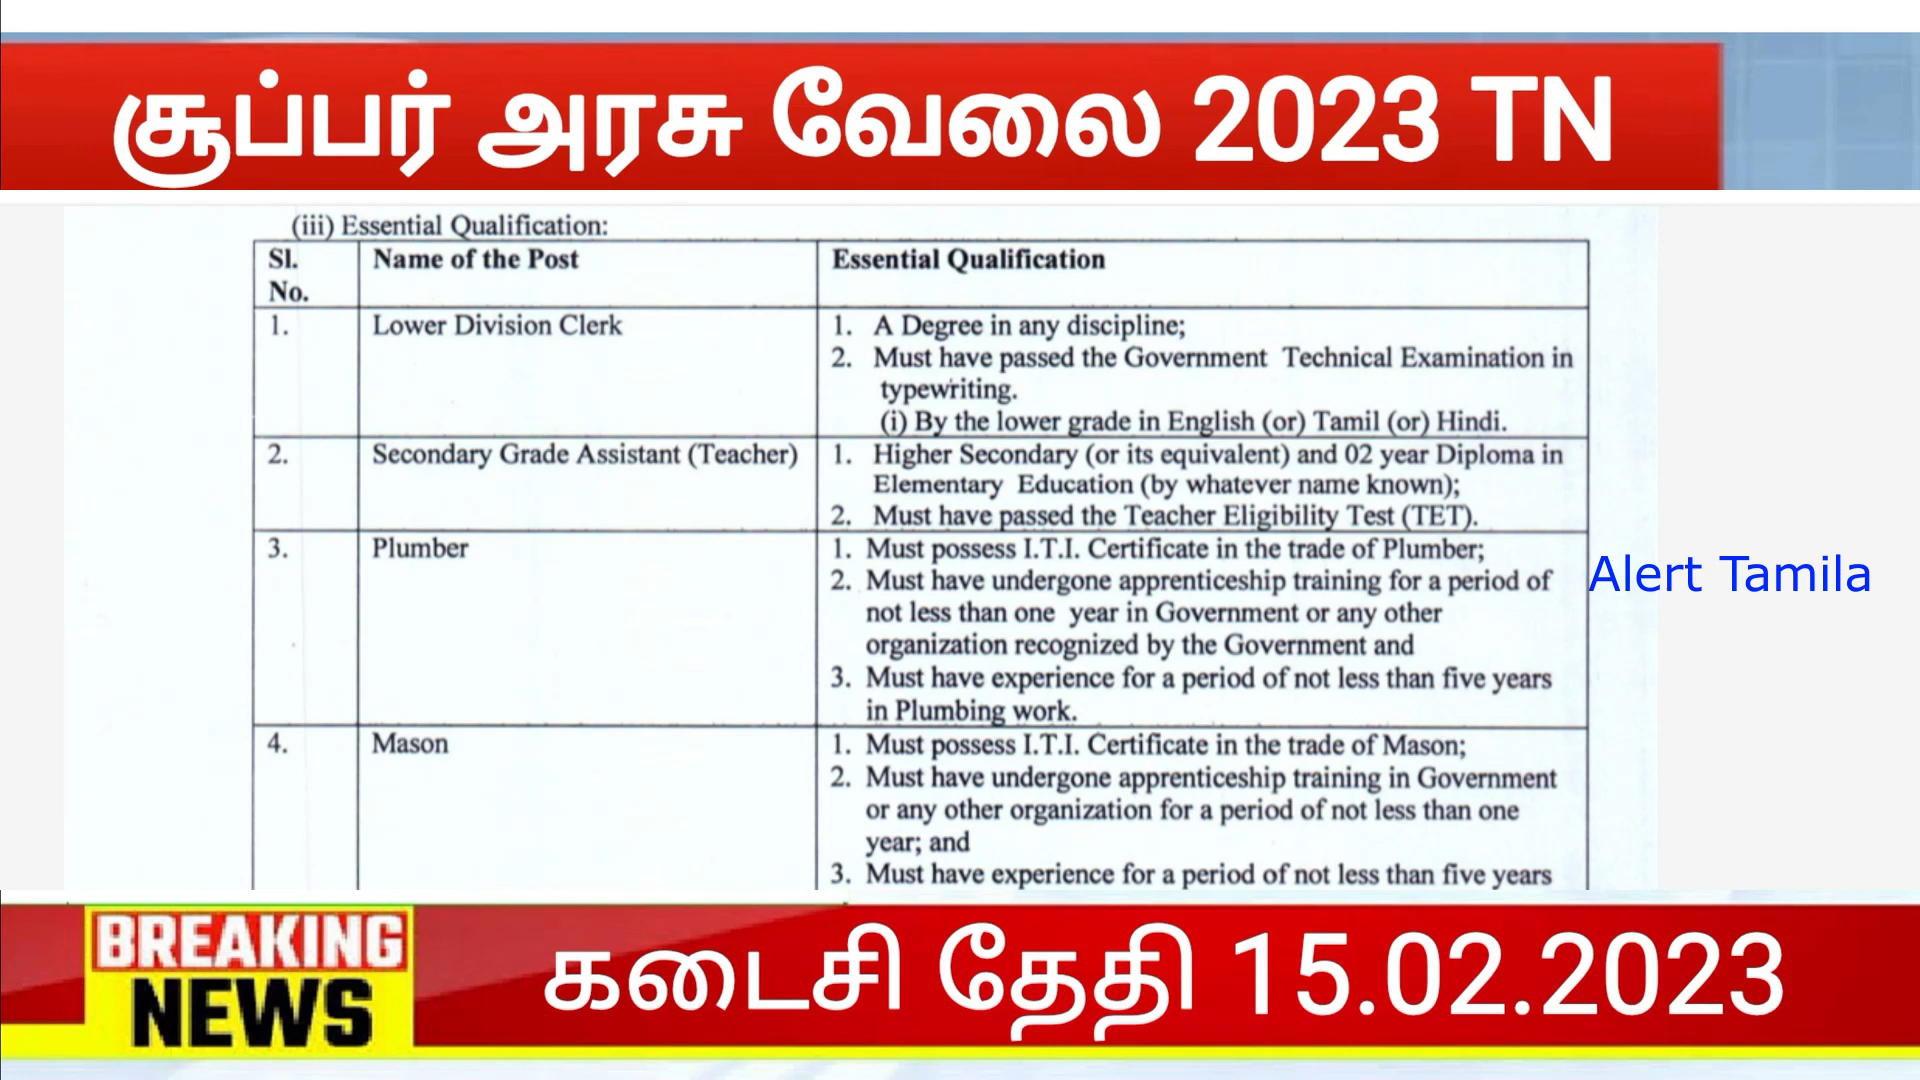 சூப்பர் அரசு வேலை 2023 TN
(iii) Essential Qualification:
Sl. No. Name of the Post Essential Qualification
1. Lower Division Clerk 1. A Degree in any discipline;
2. Must have passed the Government Technical Examination in
typewriting.
(i) By the lower grade in English (or) Tamil (or) Hindi.
2. Secondary Grade Assistant (Teacher) 1. Higher Secondary (or its equivalent) and 02 year Diploma in
Elementary Education (by whatever name known);
2. Must have passed the Teacher Eligibility Test (TET).
3. Plumber 1. Must possess I.T.I. Certificate in the trade of Plumber;
2. Must have undergone apprenticeship training for a period of
not less than one year in Government or any other
organization recognized by the Government and
3. Must have experience for a period of not less than five years
in Plumbing work.
4. Mason 1. Must possess I.T.I. Certificate in the trade of Mason;
2. Must have undergone apprenticeship training in Government
or any other organization for a period of not less than one
year; and
3. Must have experience for a period of not less than five years
Alert Tamila
BREAKING
NEWS
கடைசி தேதி 15.02.2023